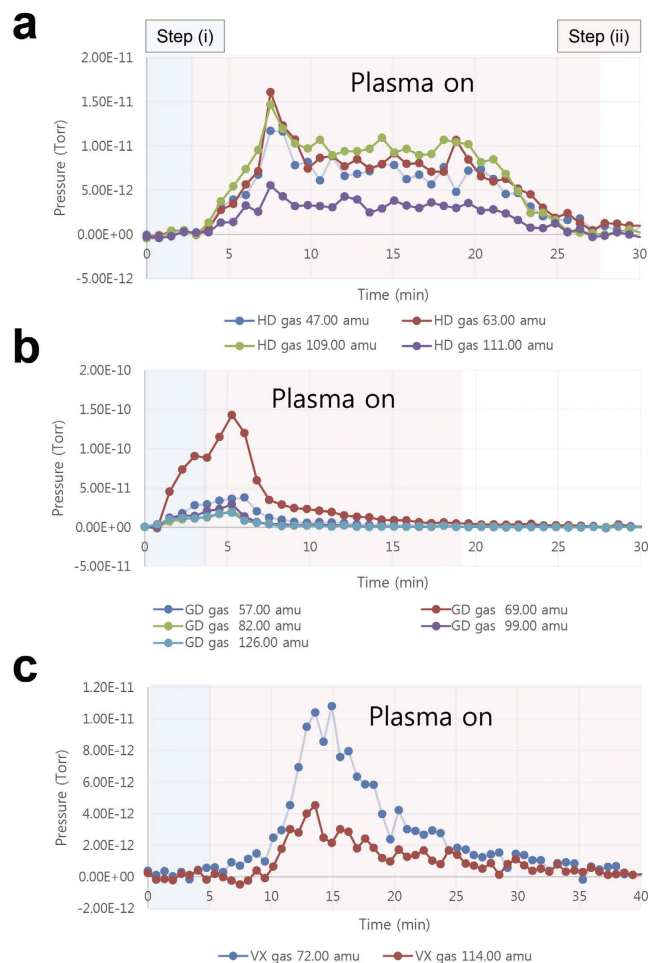 a
Step (i)
Step (ii)
Plasma on
2.00E-11
1.50E-11
1.00E-11
5.00E-12
0.00E+00
-5.00E-12
Pressure (Torr)
0 5 10 15 20 25 30
Time (min)
HD gas 47.00 amu
HD gas 63.00 amu
HD gas 109.00 amu
HD gas 111.00 amu
b
Plasma on
2.00E-10
1.50E-10
1.00E-10
5.00E-11
0.00E+00
-5.00E-11
Pressure (Torr)
0 5 10 15 20 25 30
Time (min)
GD gas 57.00 amu
GD gas 69.00 amu
GD gas 82.00 amu
GD gas 99.00 amu
GD gas 126.00 amu
c
Plasma on
1.20E-11
1.00E-11
8.00E-12
6.00E-12
4.00E-12
2.00E-12
0.00E+00
-2.00E-12
Pressure (Torr)
0 5 10 15 20 25 30 35 40
Time (min)
VX gas 72.00 amu
VX gas 114.00 amu